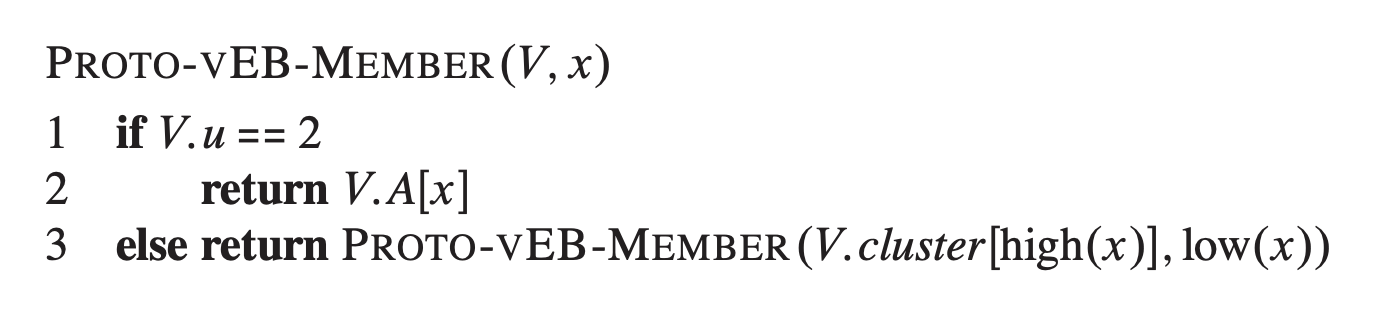 PROTO-VEB-MEMBER(V, x)
1 if V.u == 2
2 return V.A[x]
3 else return PROTO-VEB-MEMBER(V.cluster[high(x)], low(x))